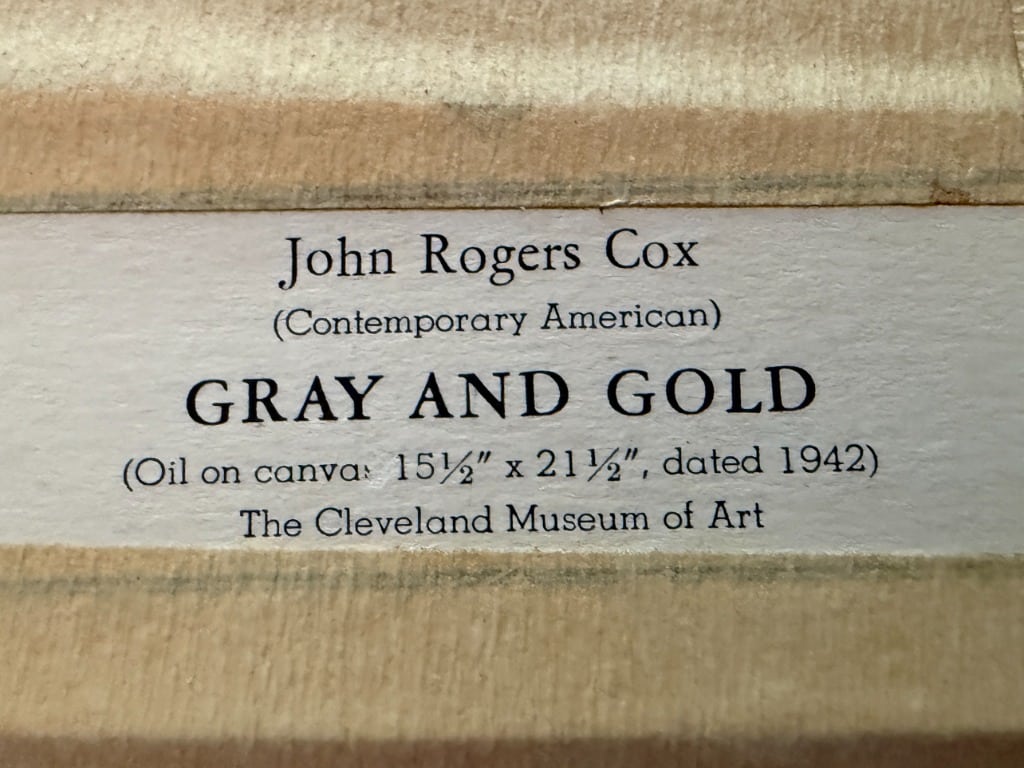 John Rogers Cox
(Contemporary American)
GRAY AND GOLD
(Oil on canvas 15½″ x 21½″, dated 1942)
The Cleveland Museum of Art